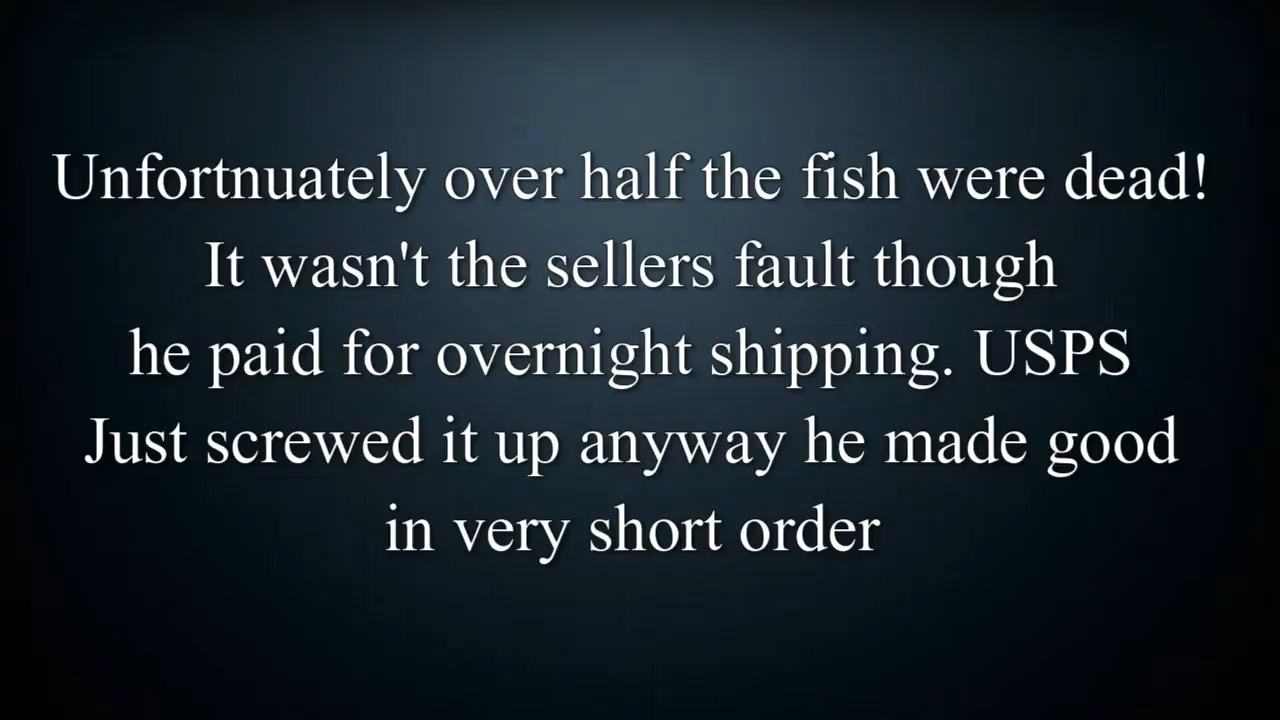 Unfortnuately over half the fish were dead!
It wasn't the sellers fault though
he paid for overnight shipping. USPS
Just screwed it up anyway he made good
in very short order